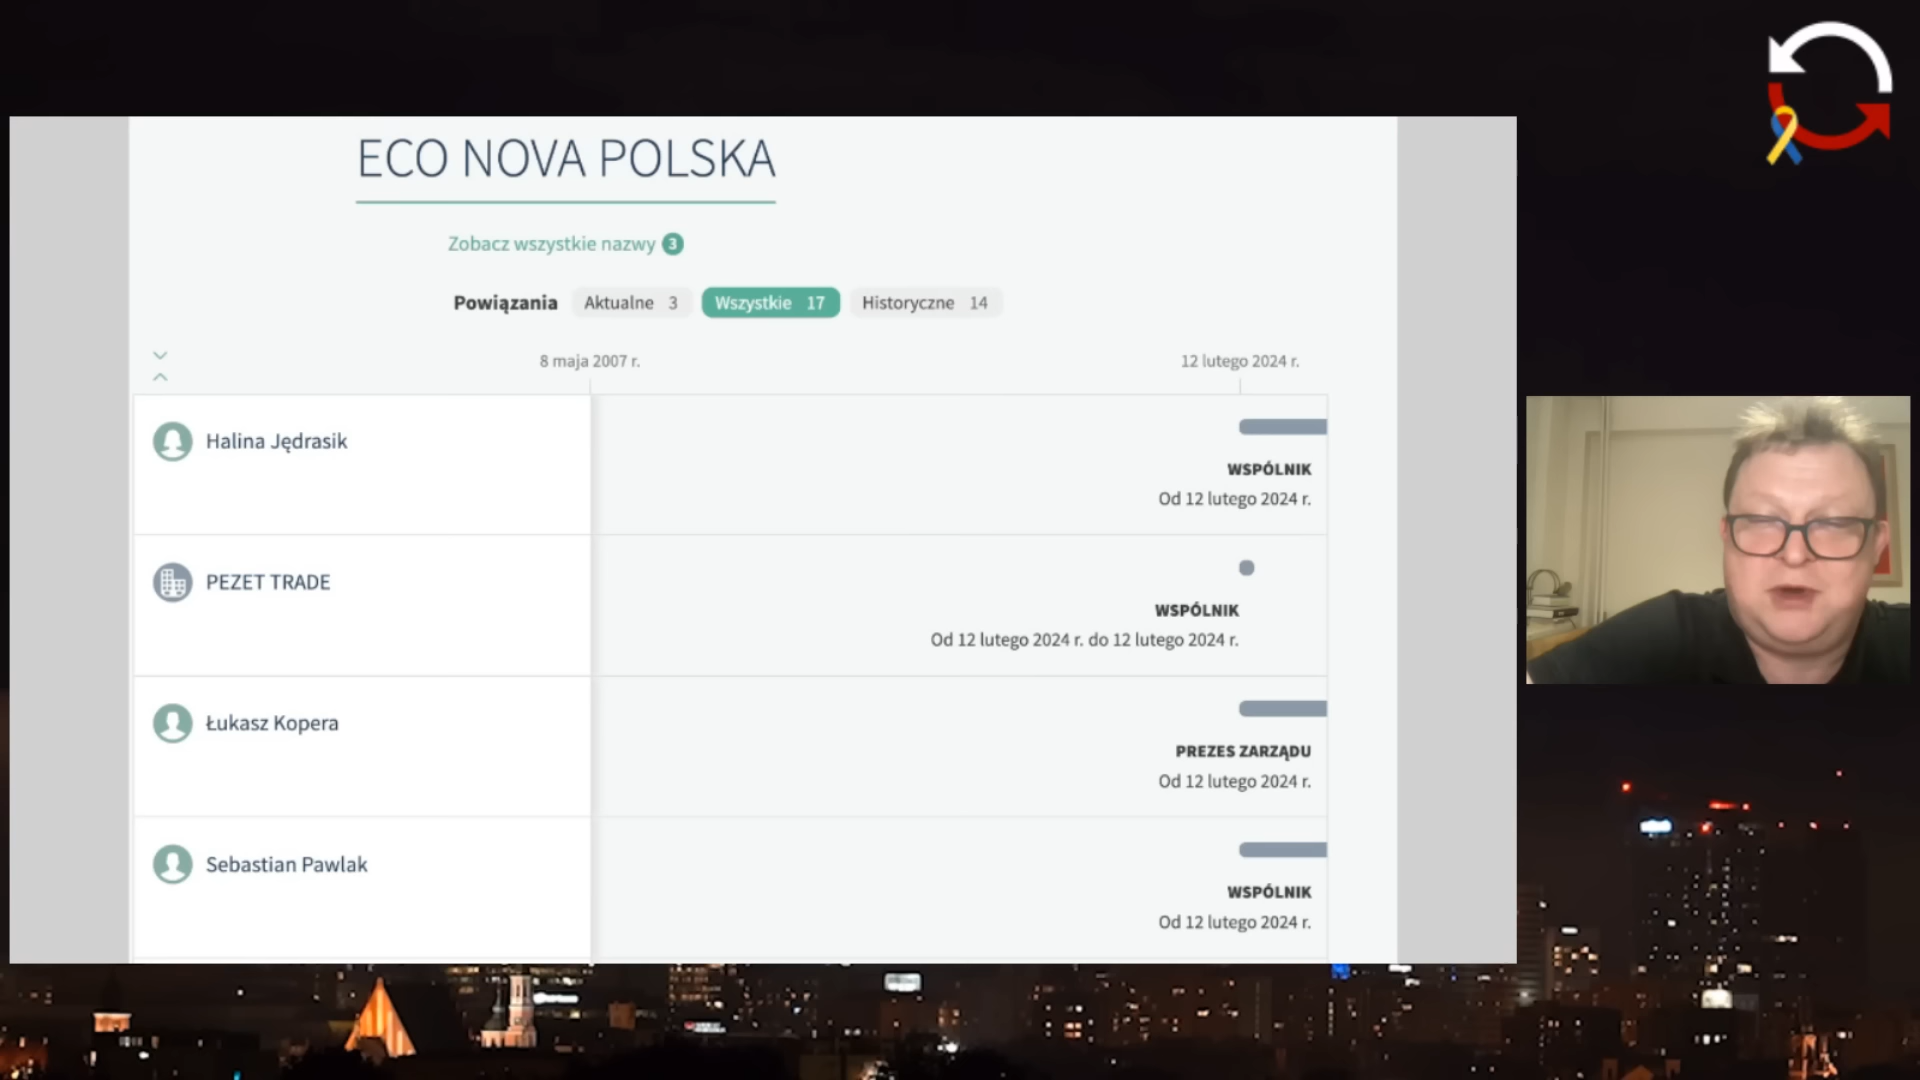 ECO NOVA POLSKA
Zobacz wszystkie nazwy 3
Powiązania Aktualne 3 Wszystkie 17 Historyczne 14
8 maja 2007 r. 12 lutego 2024 r.
Halina Jędrasik
WSPÓLNIK
Od 12 lutego 2024 r.
PEZET TRADE
WSPÓLNIK
Od 12 lutego 2024 r. do 12 lutego 2024 r.
Łukasz Kopera
PREZES ZARZĄDU
Od 12 lutego 2024 r.
Sebastian Pawlak
WSPÓLNIK
Od 12 lutego 2024 r.